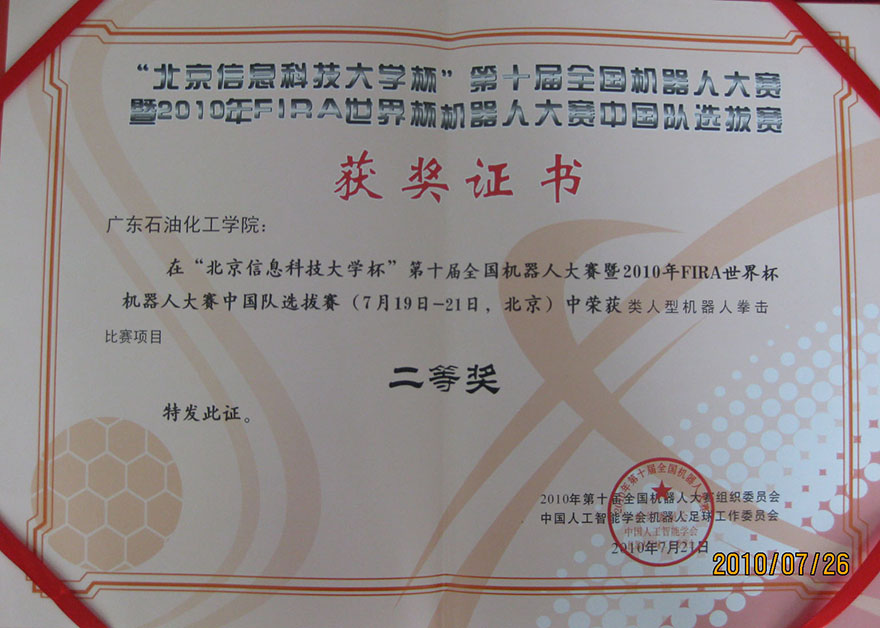 “北京信息科技大学杯”第十届全国机器人大赛
暨2010年FIRA世界杯机器人大赛中国队选拔赛
获奖证书
广东石油化工学院：
在“北京信息科技大学杯”第十届全国机器人大赛暨2010年FIRA世界杯
机器人大赛中国队选拔赛（7月19日-21日，北京）中荣获 类人型机器人拳击
比赛项目
二等奖
特发此证。
2010年第十届全国机器人大赛组织委员会
中国人工智能学会机器人足球工作委员会
2010年7月21日
中国人工智能学会
2010/07/26